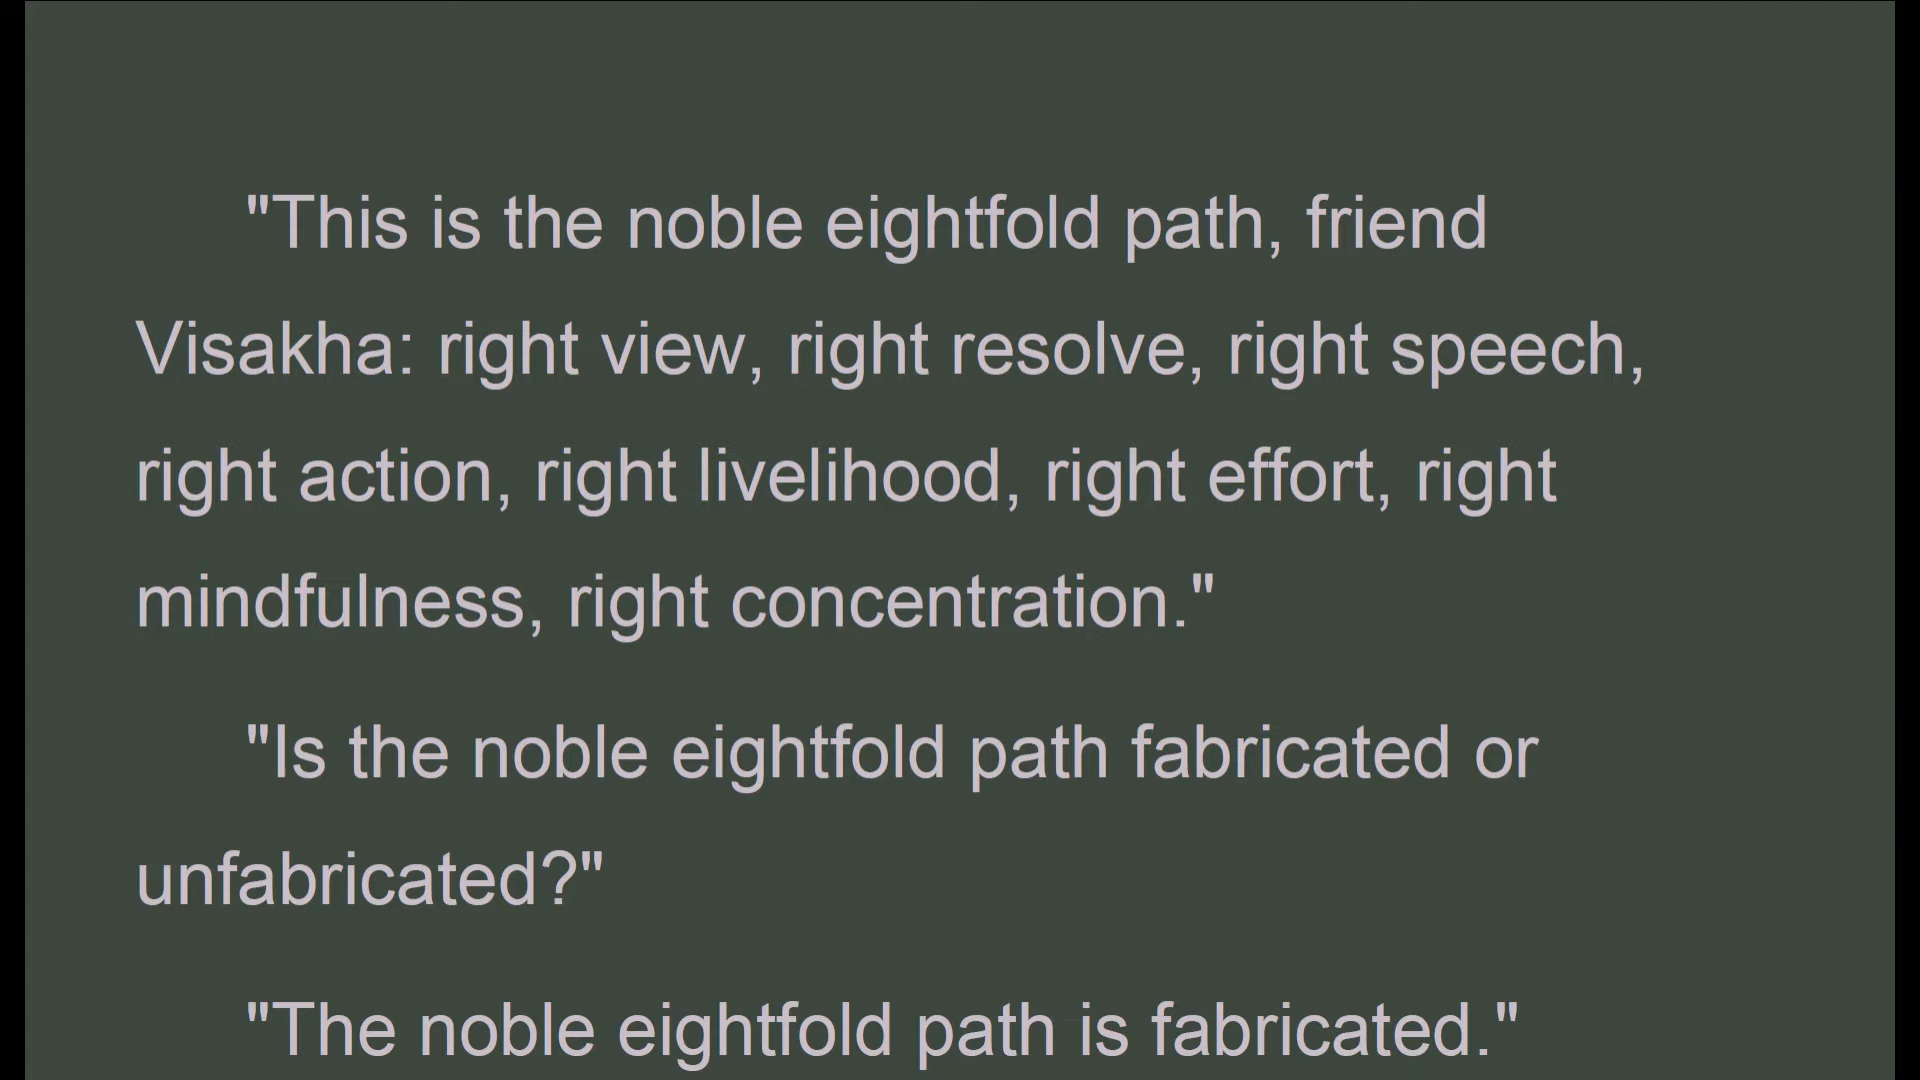 "This is the noble eightfold path, friend
Visakha: right view, right resolve, right speech,
right action, right livelihood, right effort, right
mindfulness, right concentration."
"Is the noble eightfold path fabricated or
unfabricated?"
"The noble eightfold path is fabricated."